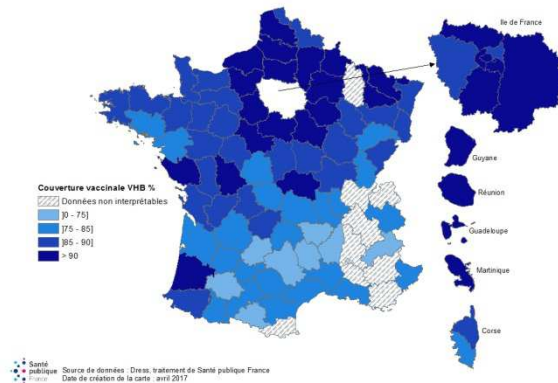 Ile de France
Guyane
Réunion
Guadeloupe
Martinique
Corse
Couverture vaccinale VHB %
Données non interprétables
]0 - 75]
]75 - 85]
]85 - 90]
> 90
Santé
publique
France
Source de données : Dress, traitement de Santé publique France
Date de création de la carte : avril 2017